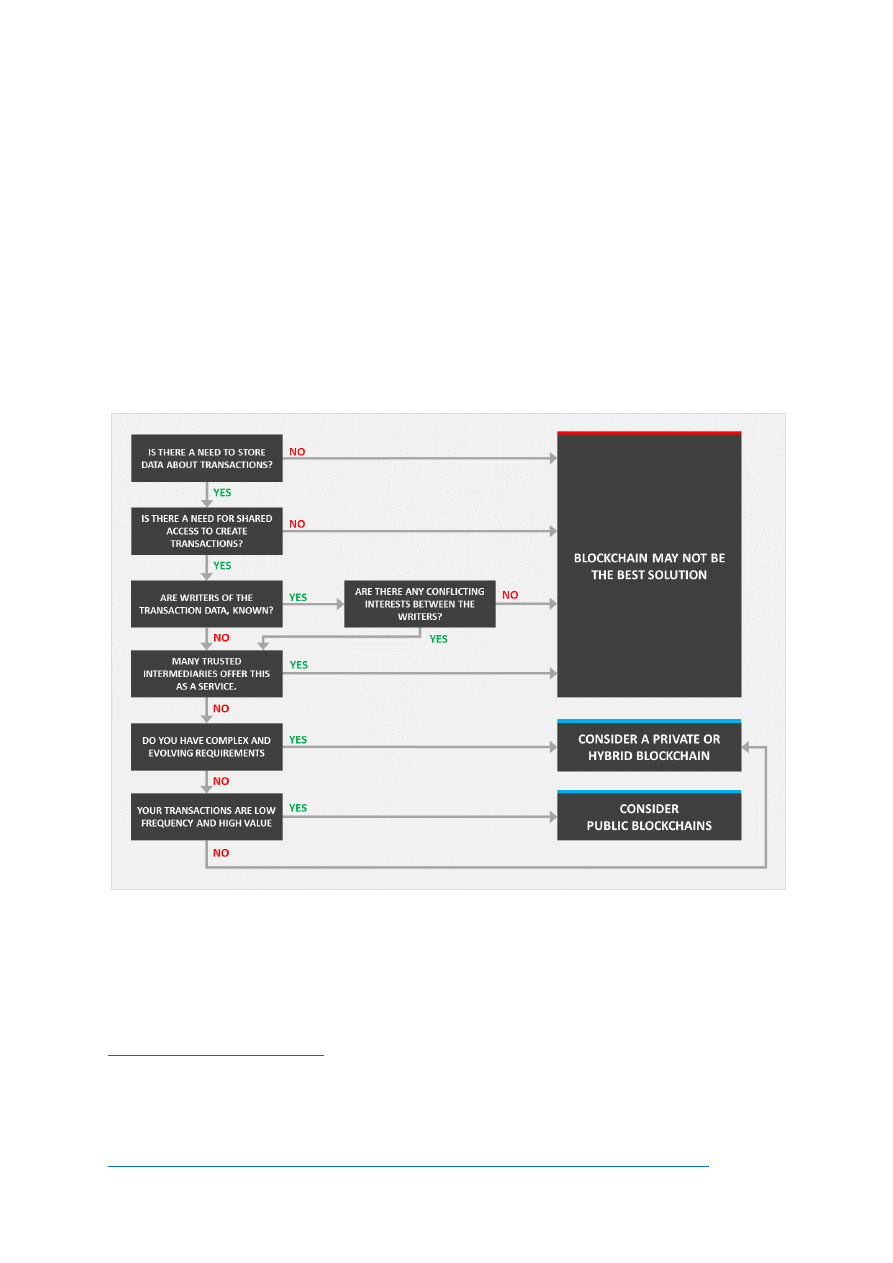 IS THERE A NEED TO STORE
DATA ABOUT TRANSACTIONS?
NO
YES
IS THERE A NEED FOR SHARED
ACCESS TO CREATE
TRANSACTIONS?
NO
YES
ARE WRITERS OF THE
TRANSACTION DATA, KNOWN?
YES
ARE THERE ANY CONFLICTING
INTERESTS BETWEEN THE
WRITERS?
NO
NO
YES
MANY TRUSTED
INTERMEDIARIES OFFER THIS
AS A SERVICE.
YES
NO
BLOCKCHAIN MAY NOT BE
THE BEST SOLUTION
DO YOU HAVE COMPLEX AND
EVOLVING REQUIREMENTS
YES
CONSIDER A PRIVATE OR
HYBRID BLOCKCHAIN
NO
YOUR TRANSACTIONS ARE LOW
FREQUENCY AND HIGH VALUE
YES
CONSIDER
PUBLIC BLOCKCHAINS
NO